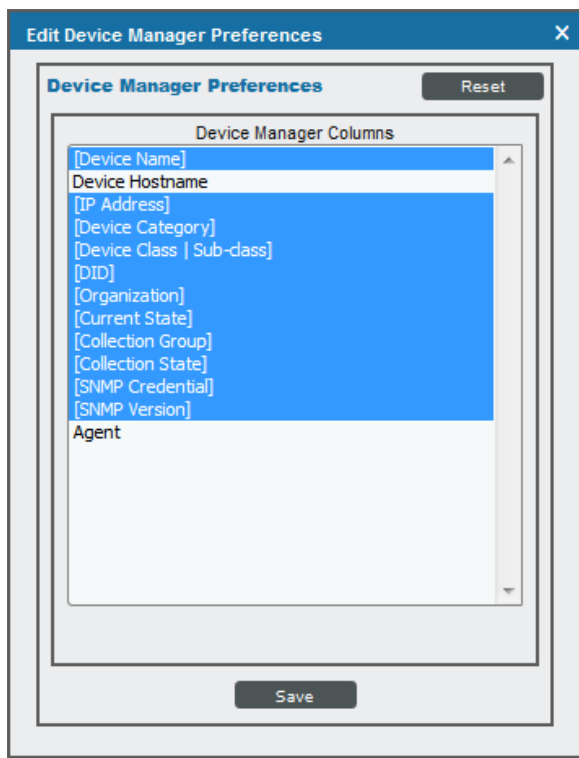 Edit Device Manager Preferences
Device Manager Preferences
Reset
Device Manager Columns
[Device Name]
Device Hostname
[IP Address]
[Device Category]
[Device Class | Sub-class]
[DID]
[Organization]
[Current State]
[Collection Group]
[Collection State]
[SNMP Credential]
[SNMP Version]
Agent
Save